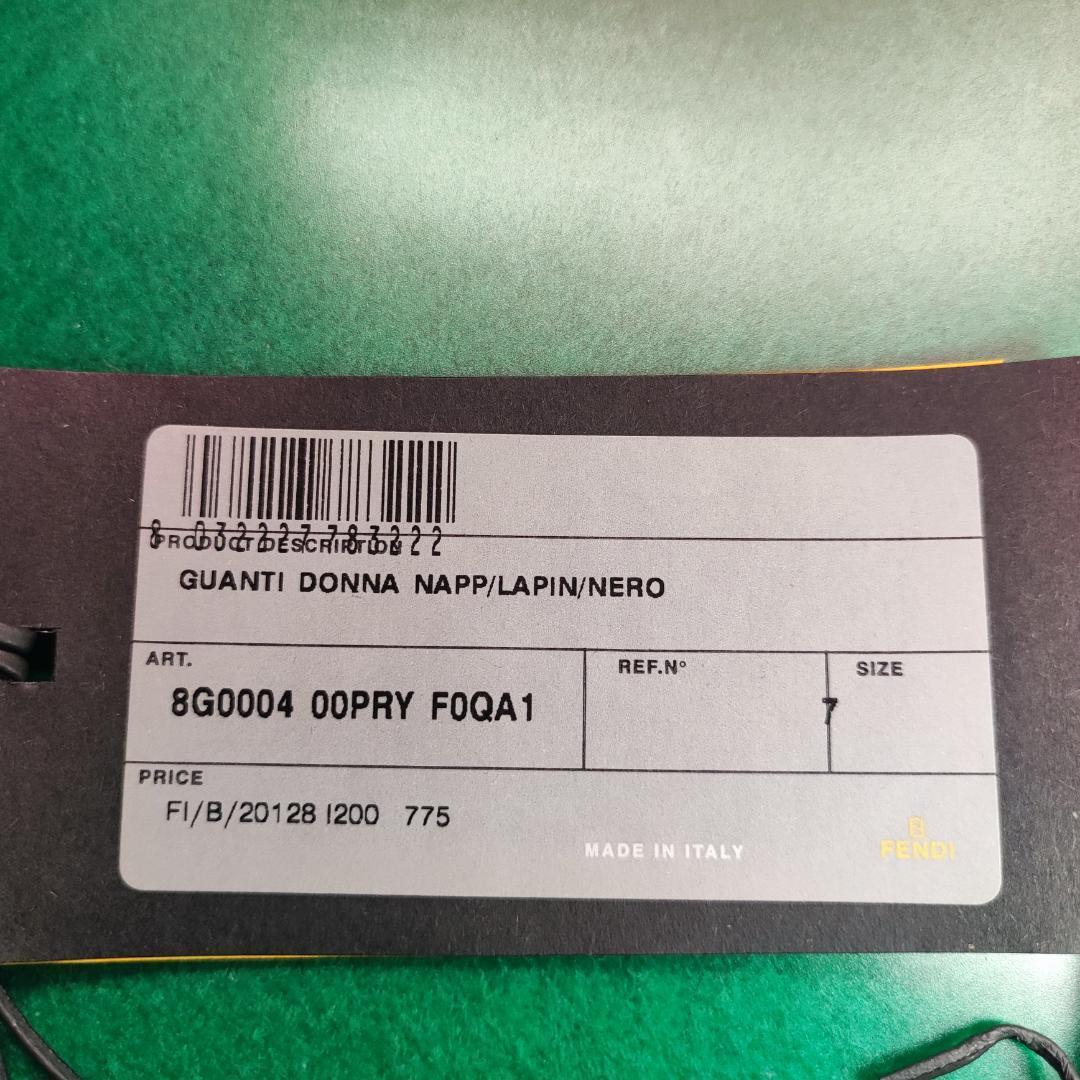 8 032227 783222
PRODUCT DESCRIPTION
GUANTI DONNA NAPP/LAPIN/NERO
ART.
8G0004 00PRY F0QA1
REF.N°
SIZE
7
PRICE
FI/B/20128 I200 775
MADE IN ITALY
FENDI